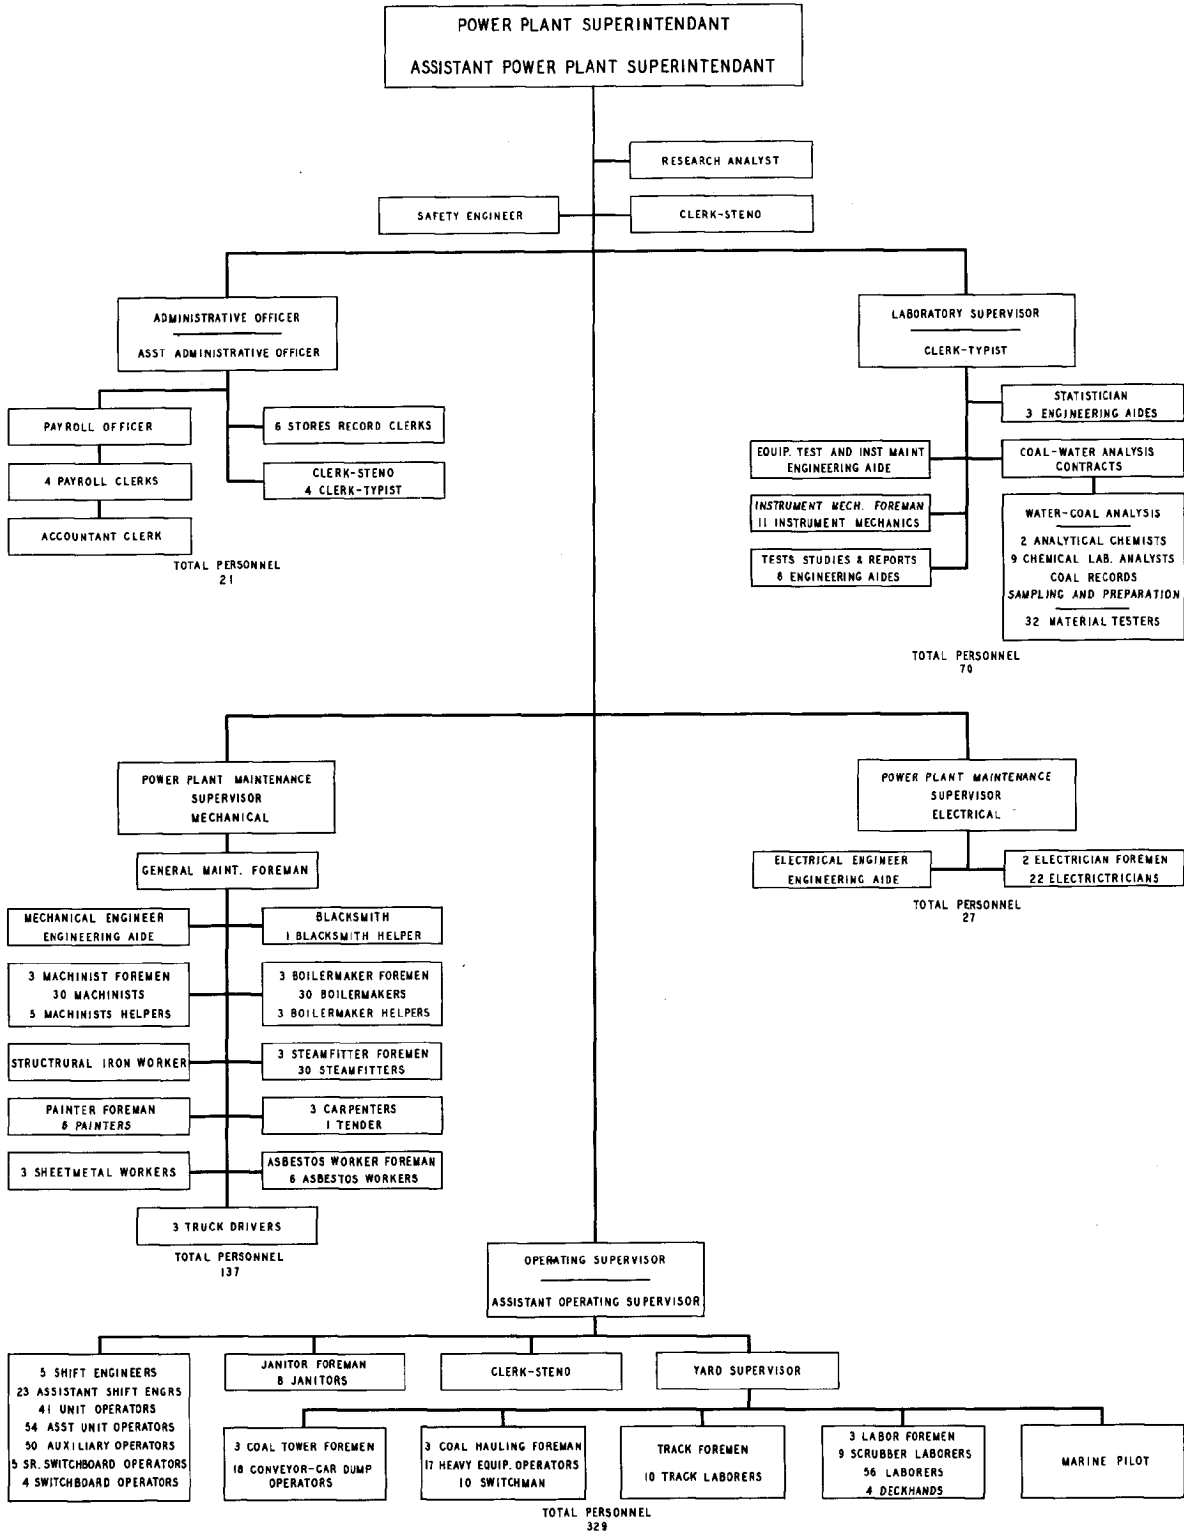 POWER PLANT SUPERINTENDANT
ASSISTANT POWER PLANT SUPERINTENDANT
RESEARCH ANALYST
SAFETY ENGINEER
CLERK-STENO
ADMINISTRATIVE OFFICER
ASST ADMINISTRATIVE OFFICER
PAYROLL OFFICER
4 PAYROLL CLERKS
ACCOUNTANT CLERK
6 STORES RECORD CLERKS
CLERK-STENO
4 CLERK-TYPIST
TOTAL PERSONNEL
21
LABORATORY SUPERVISOR
CLERK-TYPIST
STATISTICIAN
3 ENGINEERING AIDES
EQUIP. TEST AND INST MAINT
ENGINEERING AIDE
COAL-WATER ANALYSIS
CONTRACTS
INSTRUMENT MECH. FOREMAN
11 INSTRUMENT MECHANICS
TESTS STUDIES & REPORTS
8 ENGINEERING AIDES
WATER-COAL ANALYSIS
2 ANALYTICAL CHEMISTS
9 CHEMICAL LAB. ANALYSTS
COAL RECORDS
SAMPLING AND PREPARATION
32 MATERIAL TESTERS
TOTAL PERSONNEL
70
POWER PLANT MAINTENANCE
SUPERVISOR
MECHANICAL
GENERAL MAINT. FOREMAN
MECHANICAL ENGINEER
ENGINEERING AIDE
BLACKSMITH
1 BLACKSMITH HELPER
3 MACHINIST FOREMEN
30 MACHINISTS
5 MACHINISTS HELPERS
3 BOILERMAKER FOREMEN
30 BOILERMAKERS
3 BOILERMAKER HELPERS
STRUCTRURAL IRON WORKER
3 STEAMFITTER FOREMEN
30 STEAMFITTERS
PAINTER FOREMAN
6 PAINTERS
3 CARPENTERS
1 TENDER
3 SHEETMETAL WORKERS
ASBESTOS WORKER FOREMAN
6 ASBESTOS WORKERS
3 TRUCK DRIVERS
TOTAL PERSONNEL
137
POWER PLANT MAINTENANCE
SUPERVISOR
ELECTRICAL
ELECTRICAL ENGINEER
ENGINEERING AIDE
2 ELECTRICIAN FOREMEN
22 ELECTRICTRICIANS
TOTAL PERSONNEL
27
OPERATING SUPERVISOR
ASSISTANT OPERATING SUPERVISOR
5 SHIFT ENGINEERS
23 ASSISTANT SHIFT ENGRS
41 UNIT OPERATORS
54 ASST UNIT OPERATORS
50 AUXILIARY OPERATORS
5 SR. SWITCHBOARD OPERATORS
4 SWITCHBOARD OPERATORS
JANITOR FOREMAN
8 JANITORS
CLERK-STENO
YARD SUPERVISOR
3 COAL TOWER FOREMEN
18 CONVEYOR-CAR DUMP
OPERATORS
3 COAL HAULING FOREMAN
17 HEAVY EQUIP. OPERATORS
10 SWITCHMAN
TRACK FOREMEN
10 TRACK LABORERS
3 LABOR FOREMEN
9 SCRUBBER LABORERS
56 LABORERS
4 DECKHANDS
MARINE PILOT
TOTAL PERSONNEL
329